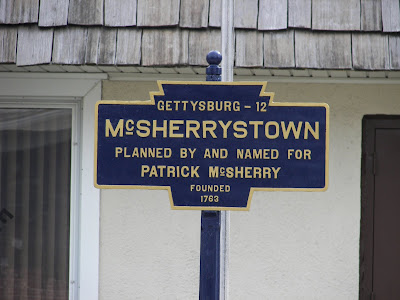 GETTYSBURG - 12
McSHERRYSTOWN
PLANNED BY AND NAMED FOR
PATRICK McSHERRY
FOUNDED
1763